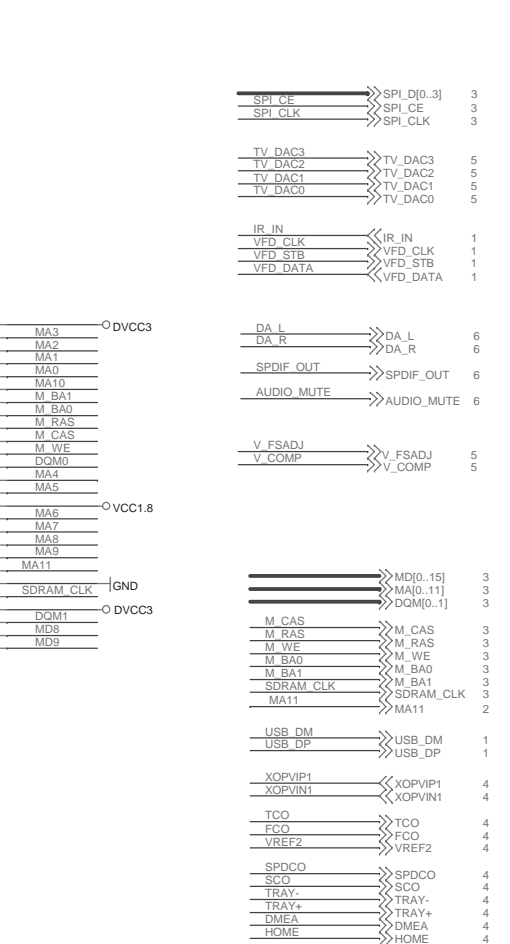 SPI_D[0..3] 3
SPI_CE SPI_CE 3
SPI_CLK SPI_CLK 3
TV_DAC3 TV_DAC3 5
TV_DAC2 TV_DAC2 5
TV_DAC1 TV_DAC1 5
TV_DAC0 TV_DAC0 5
IR_IN IR_IN 1
VFD_CLK VFD_CLK 1
VFD_STB VFD_STB 1
VFD_DATA VFD_DATA 1
DVCC3
MA3
MA2
MA1
MA0
MA10
M_BA1
M_BA0
M_RAS
M_CAS
M_WE
DQM0
MA4
MA5
VCC1.8
MA6
MA7
MA8
MA9
MA11
SDRAM_CLK GND
DVCC3
DQM1
MD8
MD9
DA_L DA_L 6
DA_R DA_R 6
SPDIF_OUT SPDIF_OUT 6
AUDIO_MUTE AUDIO_MUTE 6
V_FSADJ V_FSADJ 5
V_COMP V_COMP 5
MD[0..15] 3
MA[0..11] 3
DQM[0..1] 3
M_CAS M_CAS 3
M_RAS M_RAS 3
M_WE M_WE 3
M_BA0 M_BA0 3
M_BA1 M_BA1 3
SDRAM_CLK SDRAM_CLK 3
MA11 MA11 2
USB_DM USB_DM 1
USB_DP USB_DP 1
XOPVIP1 XOPVIP1 4
XOPVIN1 XOPVIN1 4
TCO TCO 4
FCO FCO 4
VREF2 VREF2 4
SPDCO SPDCO 4
SCO SCO 4
TRAY- TRAY- 4
TRAY+ TRAY+ 4
DMEA DMEA 4
HOME HOME 4